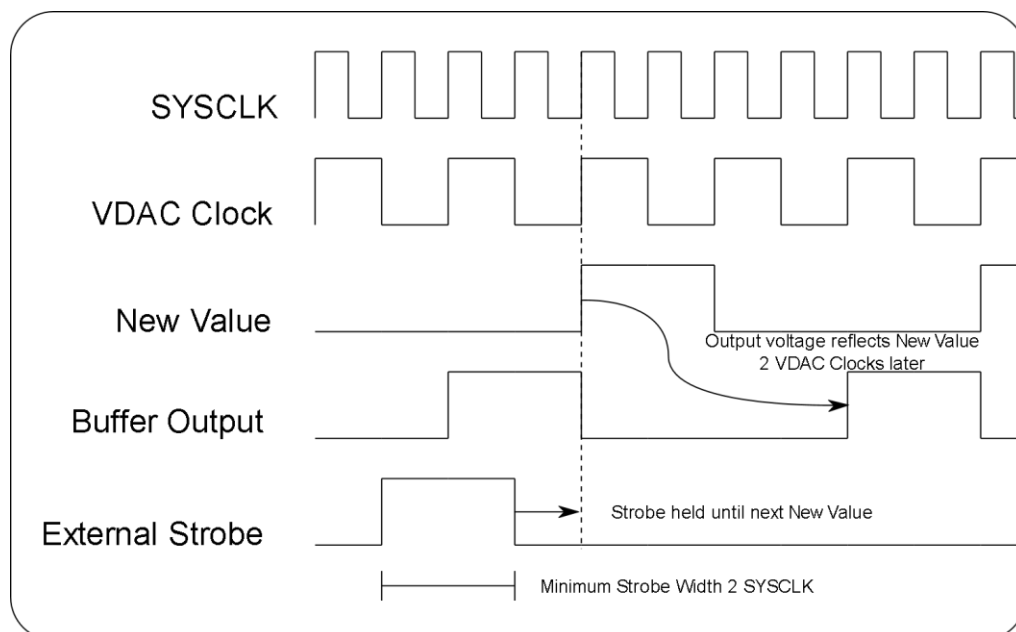 SYSCLK
VDAC Clock
New Value
Output voltage reflects New Value
2 VDAC Clocks later
Buffer Output
Strobe held until next New Value
External Strobe
Minimum Strobe Width 2 SYSCLK